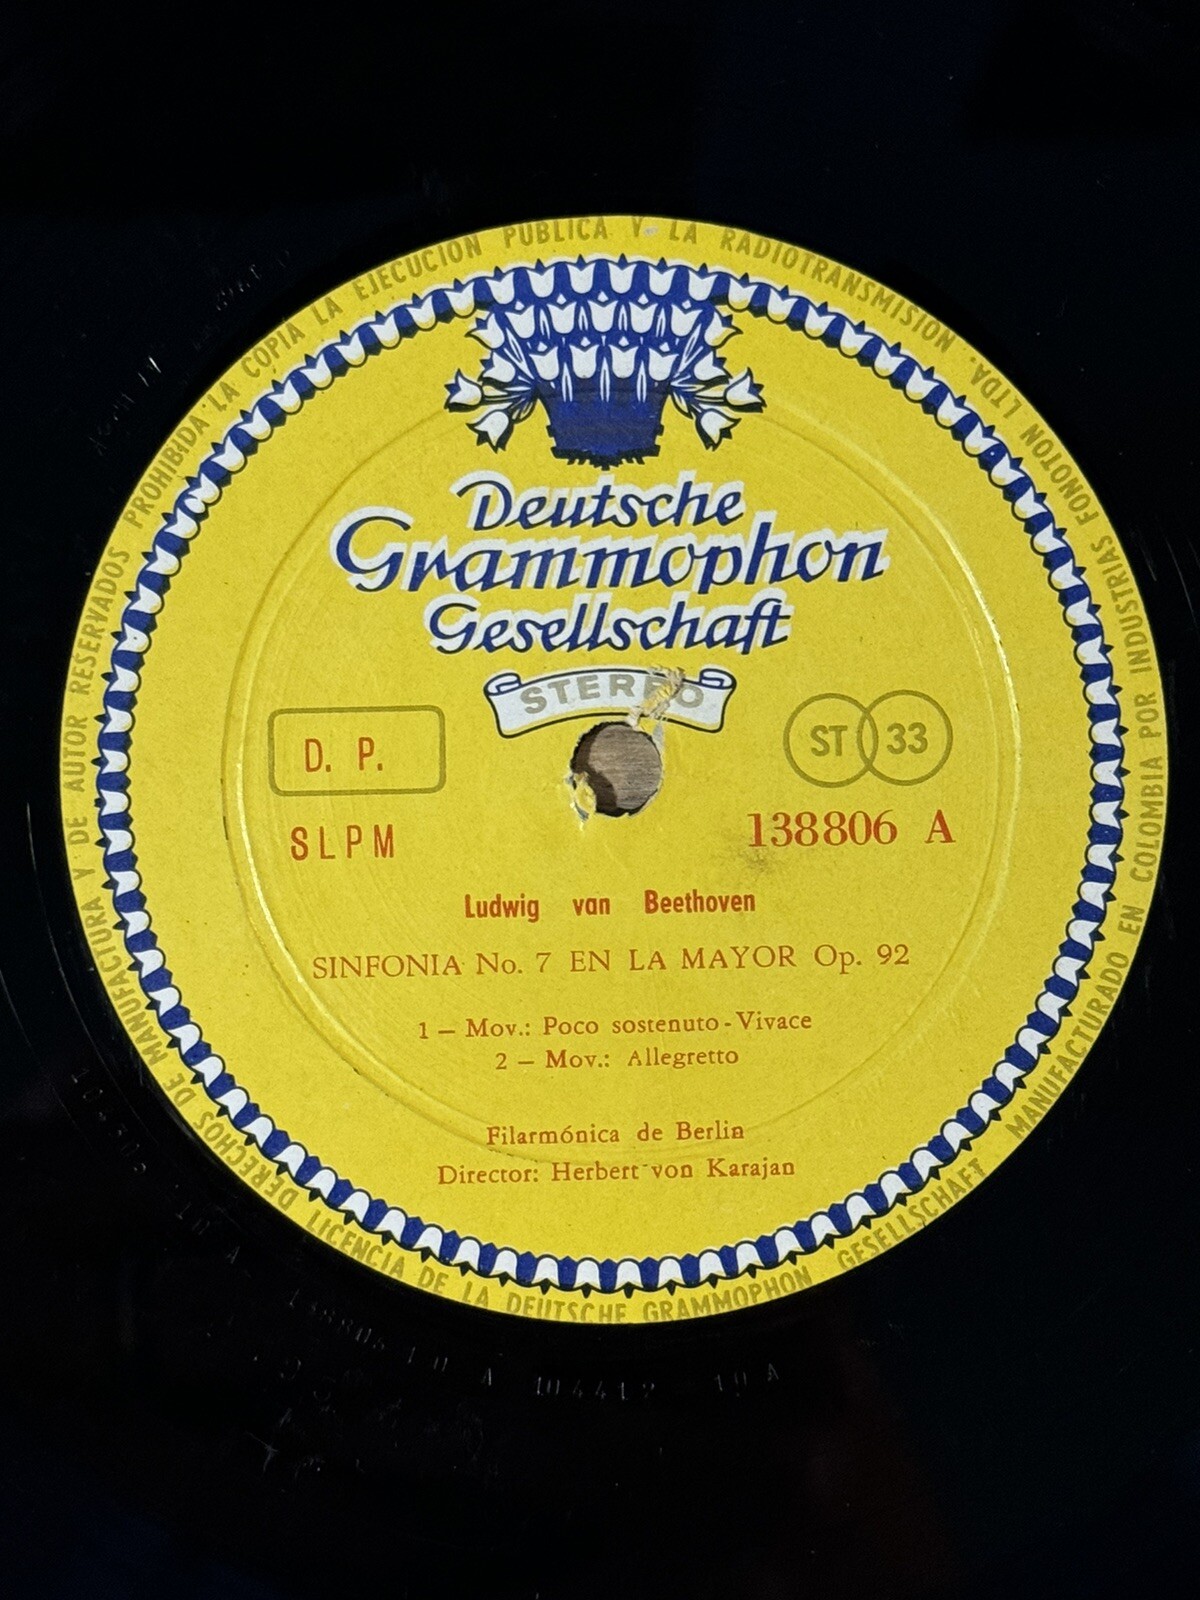 DERECHOS DE MANUFACTURA Y DE AUTOR RESERVADOS PROHIBIDA LA COPIA LA EJECUCION PUBLICA Y LA RADIOTRANSMISION.
MANUFACTURADO EN COLOMBIA POR INDUSTRIAS FONOTON LTDA.
LICENCIA DE LA DEUTSCHE GRAMMOPHON GESELLSCHAFT
Deutsche
Grammophon
Gesellschaft
STEREO
D. P.
ST 33
SLPM
138806 A
Ludwig van Beethoven
SINFONIA No. 7 EN LA MAYOR Op. 92
1 – Mov.: Poco sostenuto - Vivace
2 – Mov.: Allegretto
Filarmónica de Berlin
Director: Herbert von Karajan